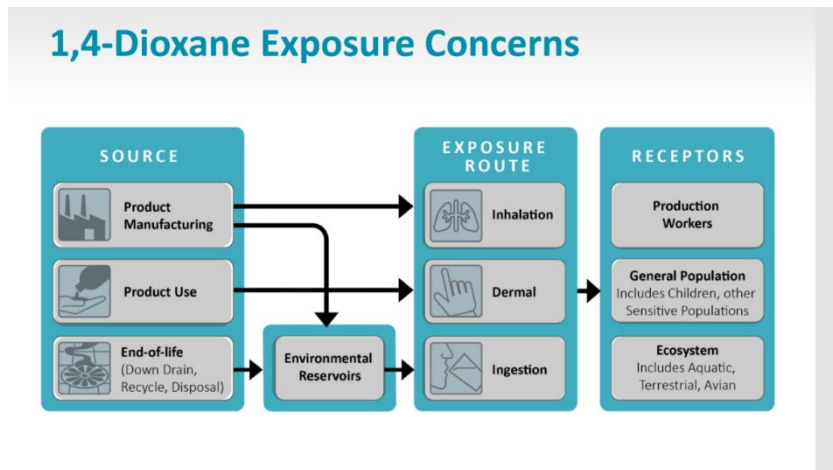 1,4-Dioxane Exposure Concerns
SOURCE
Product
Manufacturing
Product Use
End-of-life
(Down Drain,
Recycle, Disposal)
Environmental
Reservoirs
EXPOSURE
ROUTE
Inhalation
Dermal
Ingestion
RECEPTORS
Production
Workers
General Population
Includes Children, other
Sensitive Populations
Ecosystem
Includes Aquatic,
Terrestrial, Avian